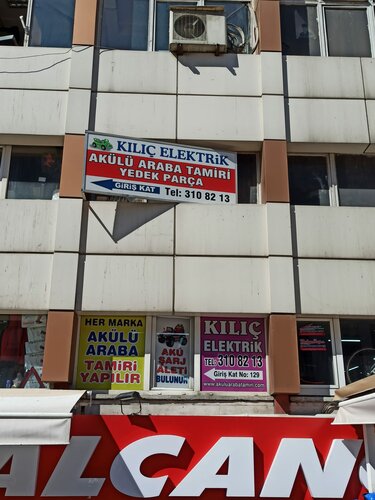 KILIÇ ELEKTRİK
AKÜLÜ ARABA TAMİRİ
YEDEK PARÇA
GİRİŞ KAT
Tel: 310 82 13
HER MARKA
AKÜLÜ
ARABA
TAMİRİ
YAPILIR
AKÜ
ŞARJ
ALETİ
BULUNUR
KILIÇ
ELEKTRİK
TEL: 310 82 13
Giriş Kat No: 129
www.akuluarabatamiri.com
ALCAN